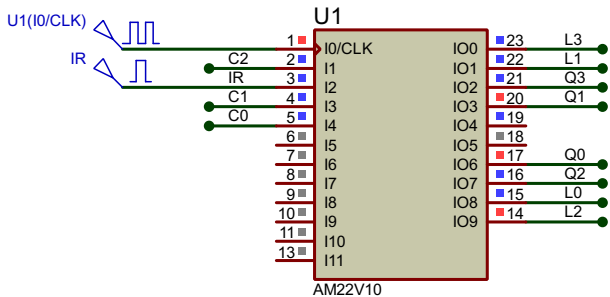 U1
U1(I0/CLK)
1 I0/CLK IO0 23 L3
C2 2 I1 IO1 22 L1
IR
IR 3 I2 IO2 21 Q3
C1 4 I3 IO3 20 Q1
C0 5 I4 IO4 19
6 I5 IO5 18
7 I6 IO6 17 Q0
8 I7 IO7 16 Q2
9 I8 IO8 15 L0
10 I9 IO9 14 L2
11 I10
13 I11
AM22V10